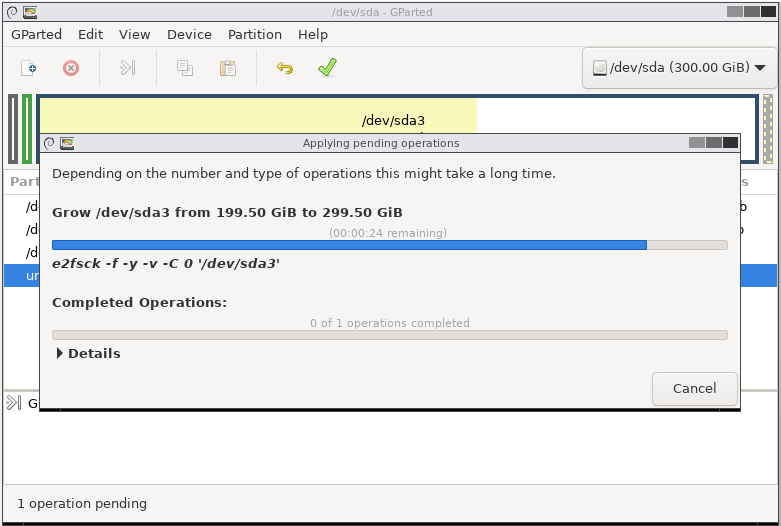 /dev/sda - GParted
GParted Edit View Device Partition Help
/dev/sda (300.00 GiB)
/dev/sda3
Applying pending operations
Depending on the number and type of operations this might take a long time.
Grow /dev/sda3 from 199.50 GiB to 299.50 GiB
(00:00:24 remaining)
e2fsck -f -y -v -C 0 '/dev/sda3'
Completed Operations:
0 of 1 operations completed
Details
Cancel
1 operation pending